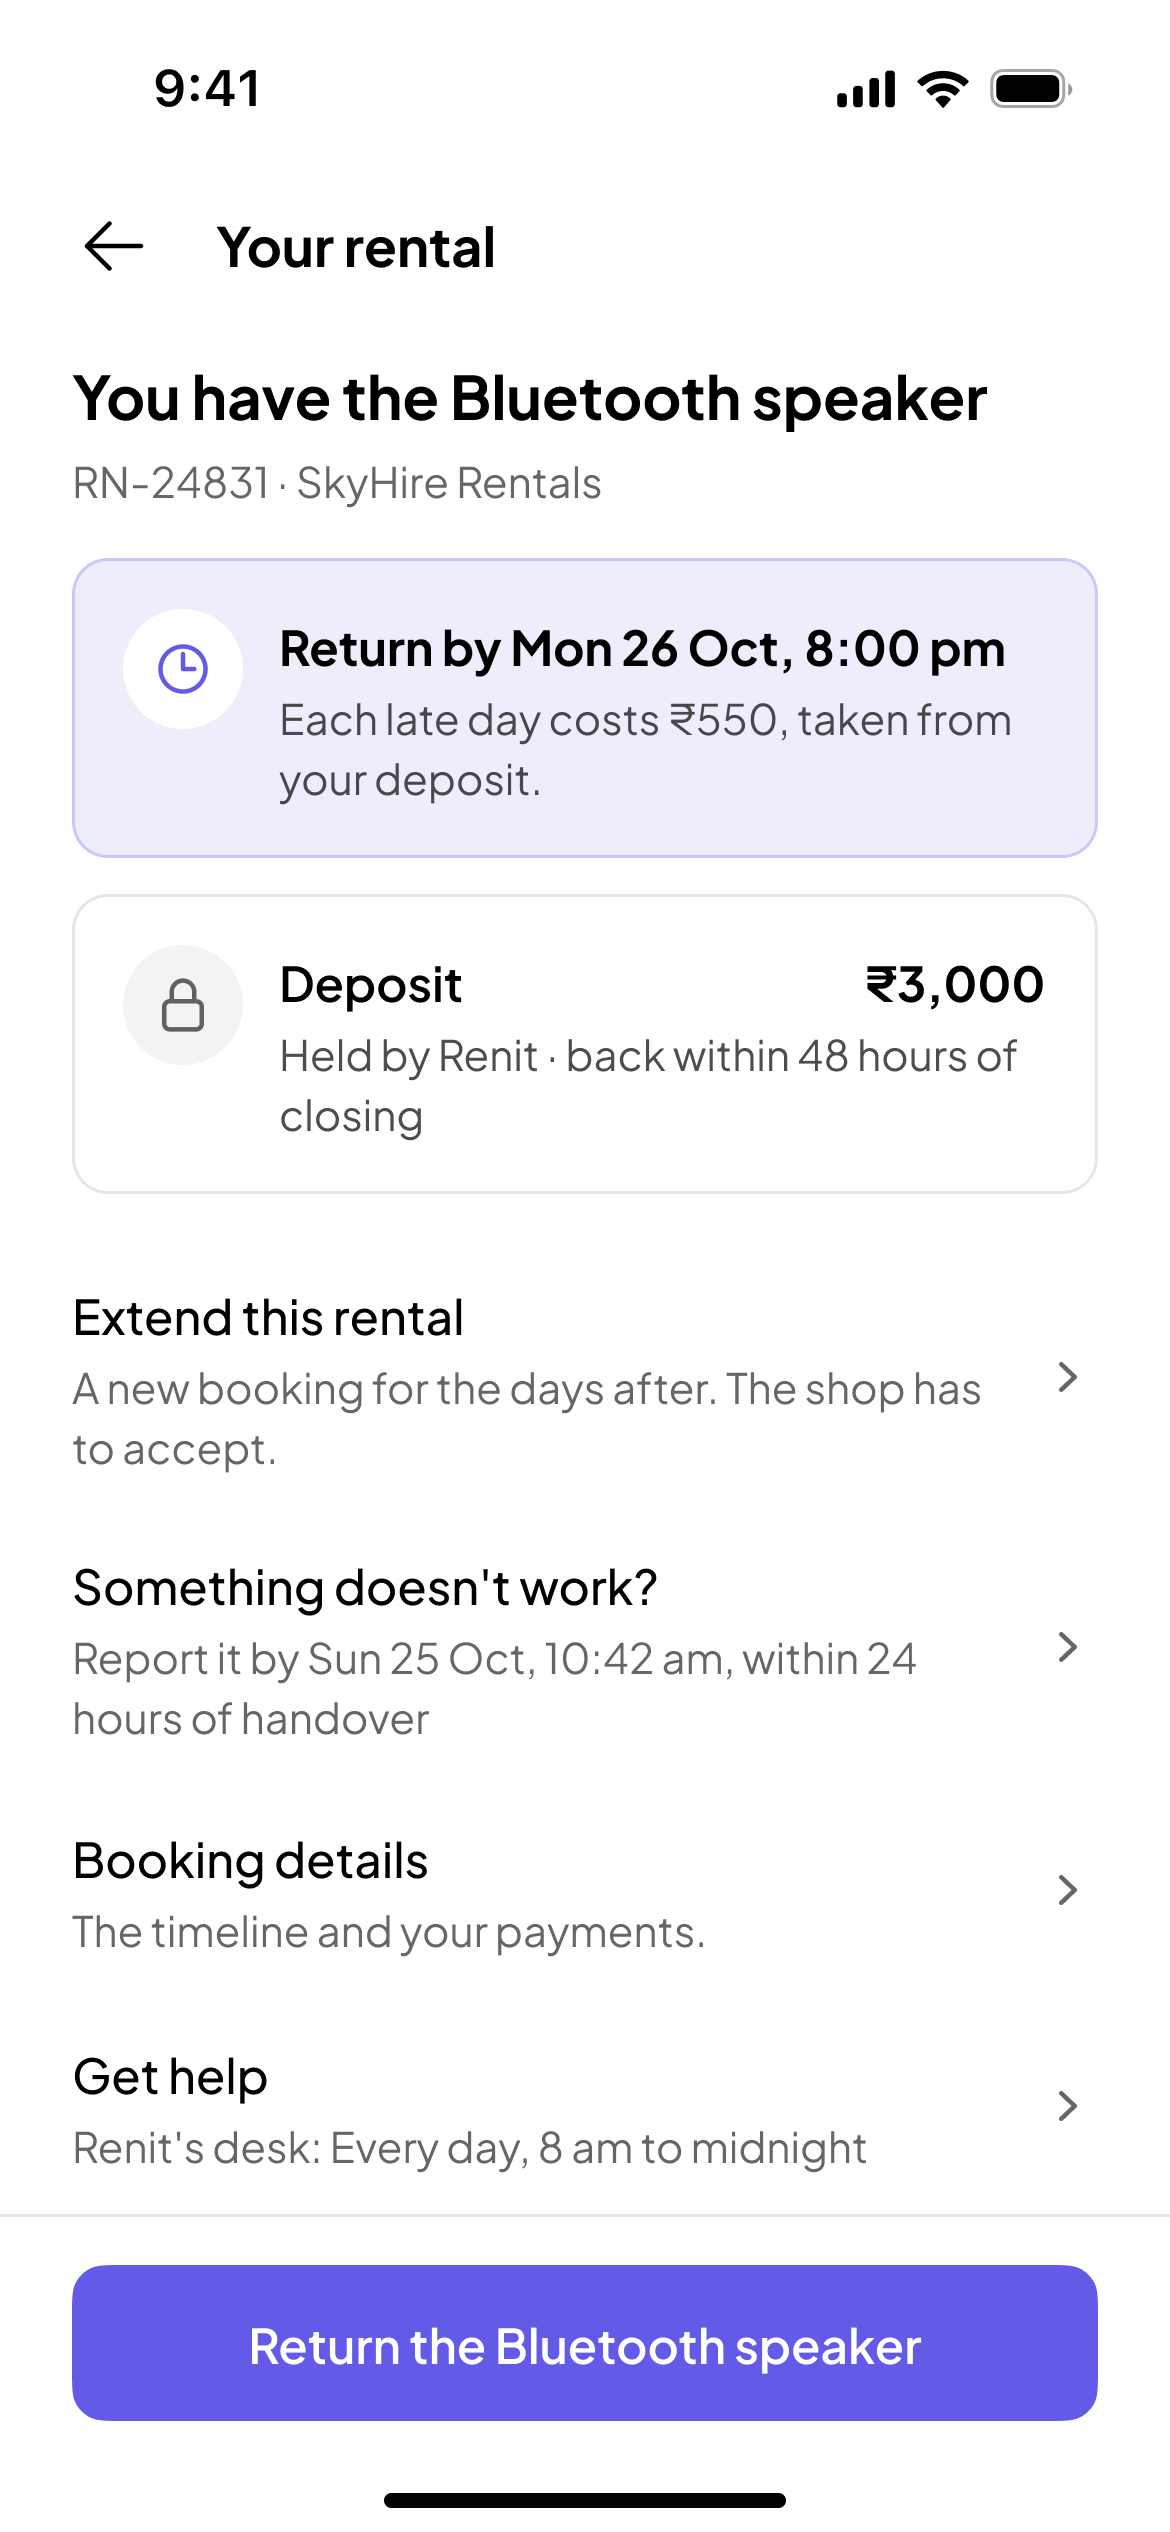 9:41
Your rental
You have the Bluetooth speaker
RN-24831 · SkyHire Rentals
Return by Mon 26 Oct, 8:00 pm
Each late day costs ₹550, taken from
your deposit.
Deposit ₹3,000
Held by Renit · back within 48 hours of
closing
Extend this rental
A new booking for the days after. The shop has
to accept.
Something doesn't work?
Report it by Sun 25 Oct, 10:42 am, within 24
hours of handover
Booking details
The timeline and your payments.
Get help
Renit's desk: Every day, 8 am to midnight
Return the Bluetooth speaker